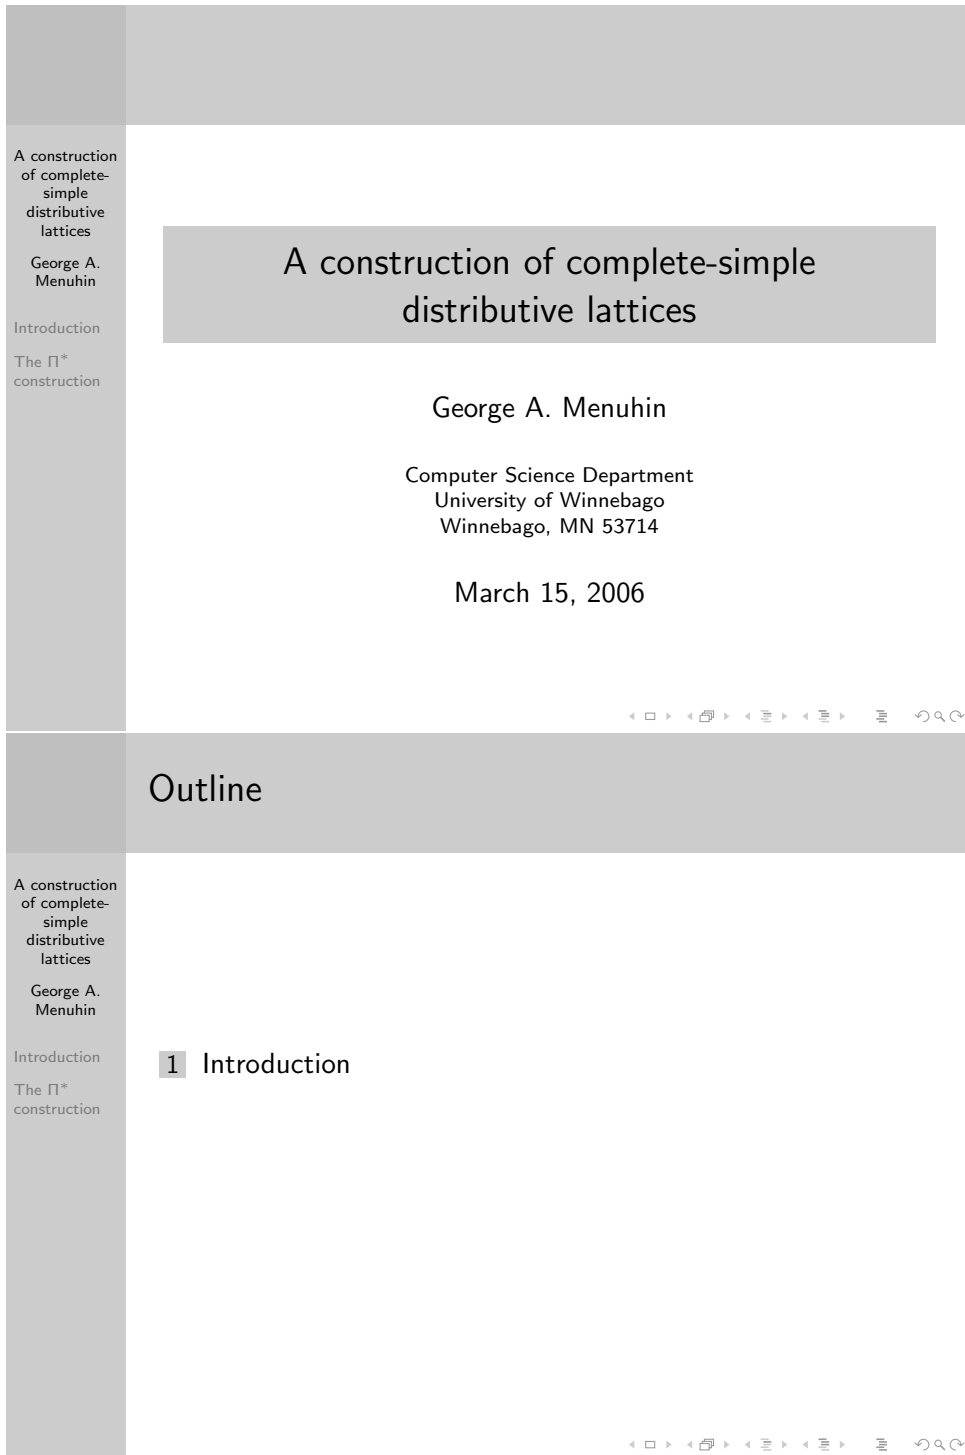 A construction
of complete-
simple
distributive
lattices
George A.
Menuhin
Introduction
The Π*
construction
A construction of complete-simple
distributive lattices
George A. Menuhin
Computer Science Department
University of Winnebago
Winnebago, MN 53714
March 15, 2006
Outline
A construction
of complete-
simple
distributive
lattices
George A.
Menuhin
Introduction
The Π*
construction
1 Introduction